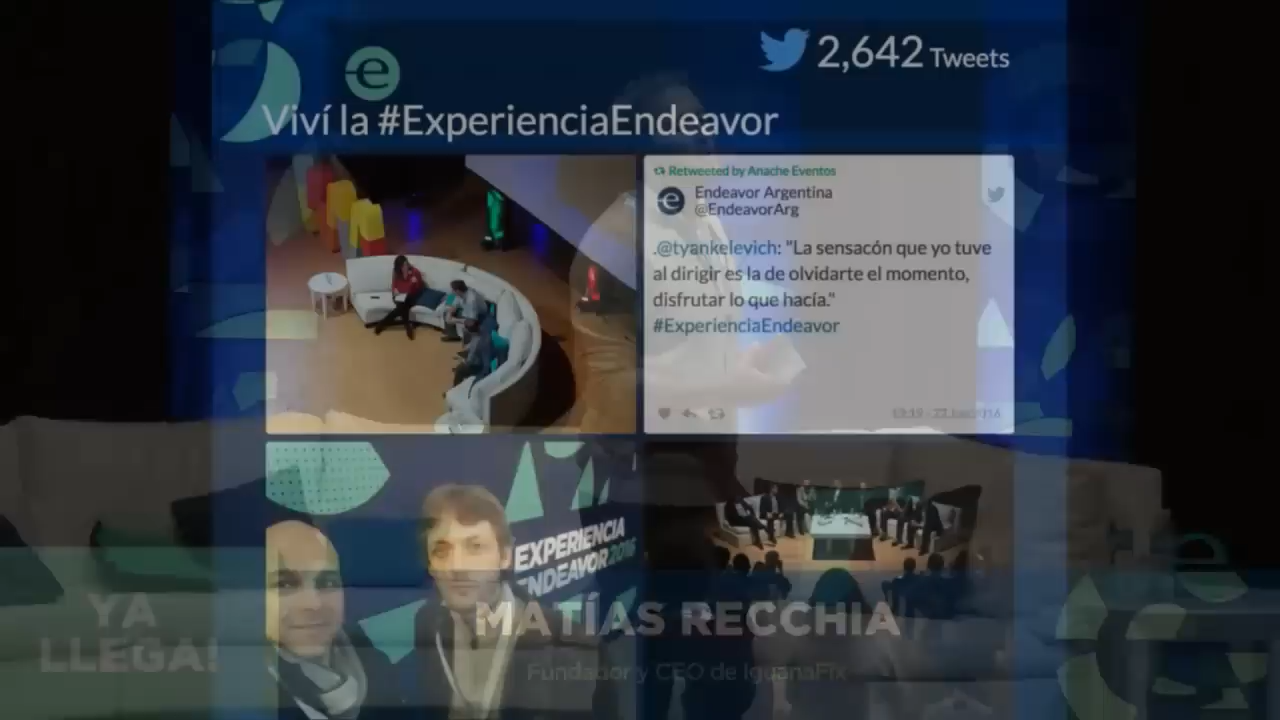 2,642 Tweets
e
Viví la #ExperienciaEndeavor
Retweeted by Anache Eventos
Endeavor Argentina
@EndeavorArg
.@tyankelevich: "La sensacón que yo tuve
al dirigir es la de olvidarte el momento,
disfrutar lo que hacía."
#ExperienciaEndeavor
EXPERIENCIA
ENDEAVOR 2016
YA
LLEGA!
MATÍAS RECCHIA
Fundador y CEO de IguanaFix